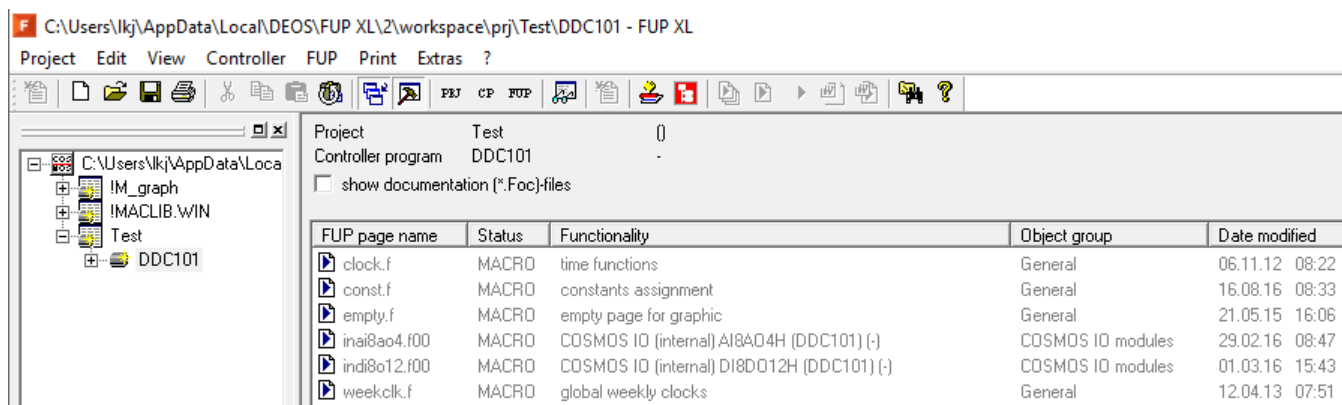 C:\Users\lkj\AppData\Local\DEOS\FUP XL\2\workspace\prj\Test\DDC101 - FUP XL
Project Edit View Controller FUP Print Extras ?
PRJ CP FUP
Project Test ()
Controller program DDC101 -
show documentation (*.Foc)-files
C:\Users\lkj\AppData\Loca
!M_graph
!MACLIB.WIN
Test
DDC101
FUP page name Status Functionality Object group Date modified
clock.f MACRO time functions General 06.11.12 08:22
const.f MACRO constants assignment General 16.08.16 08:33
empty.f MACRO empty page for graphic General 21.05.15 16:06
inai8ao4.f00 MACRO COSMOS IO (internal) AI8AO4H (DDC101) (-) COSMOS IO modules 29.02.16 08:47
indi8o12.f00 MACRO COSMOS IO (internal) DI8DO12H (DDC101) (-) COSMOS IO modules 01.03.16 15:43
weekclk.f MACRO global weekly clocks General 12.04.13 07:51